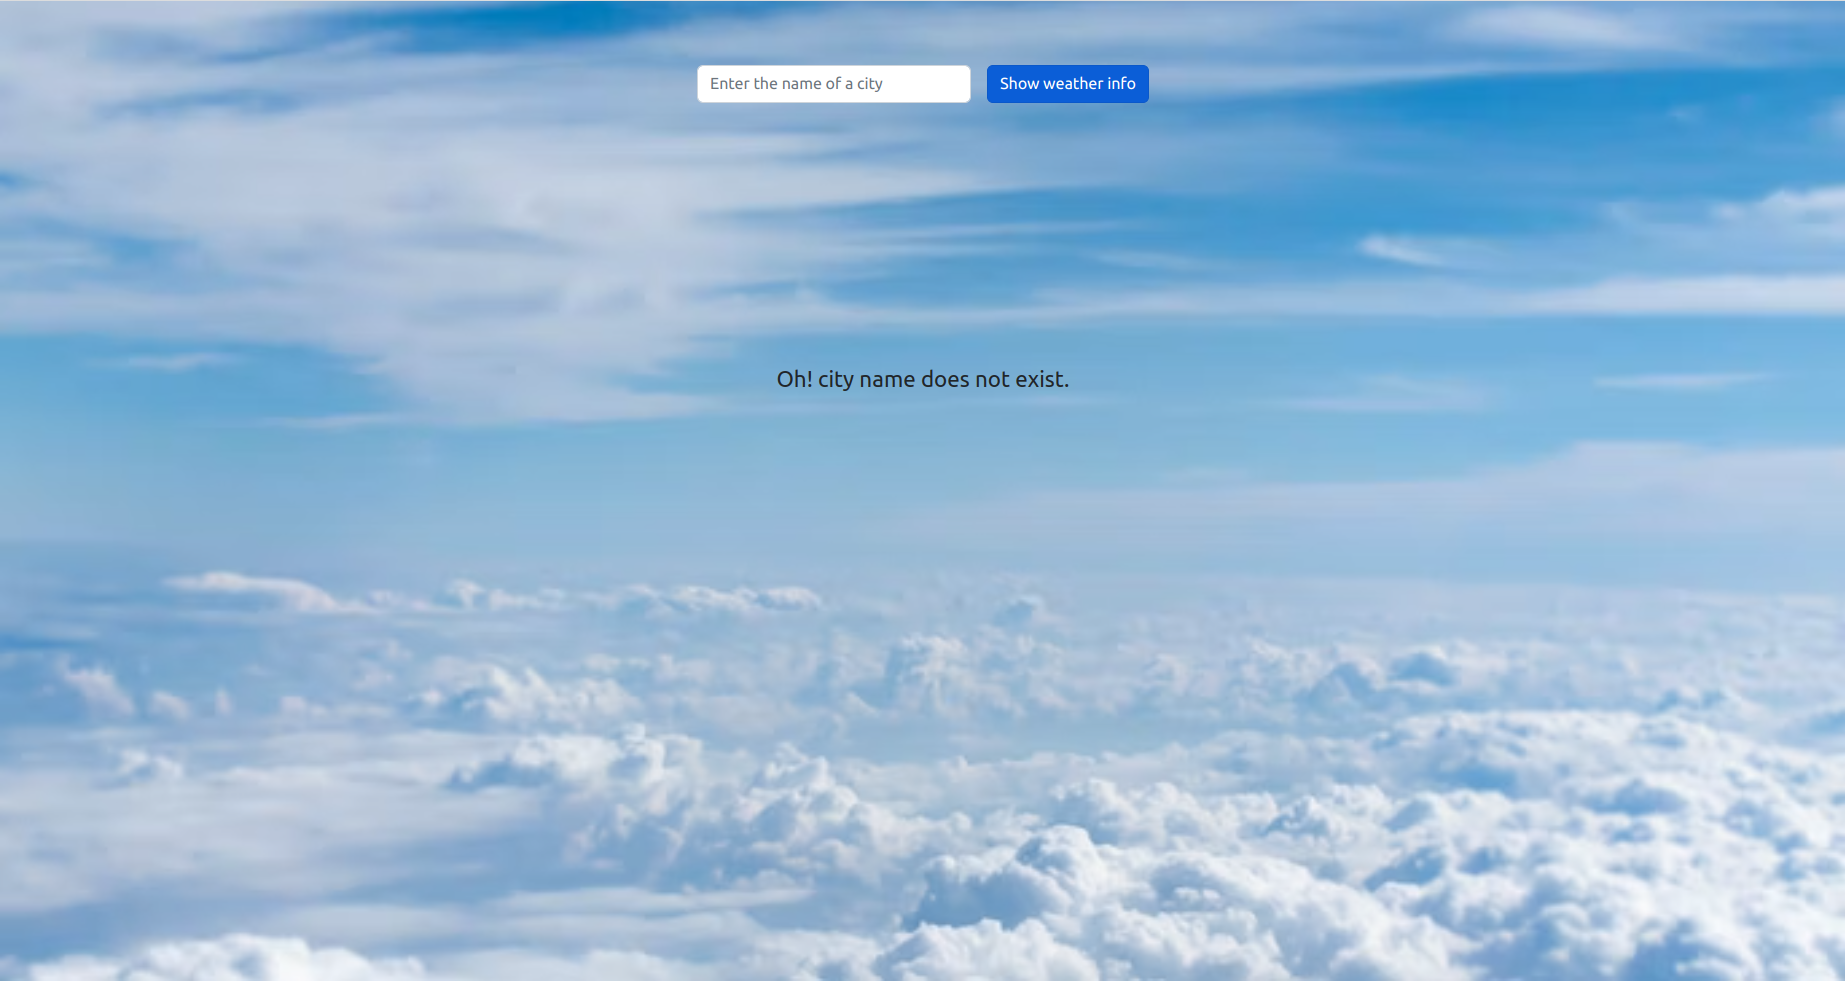 Enter the name of a city
Show weather info
Oh! city name does not exist.